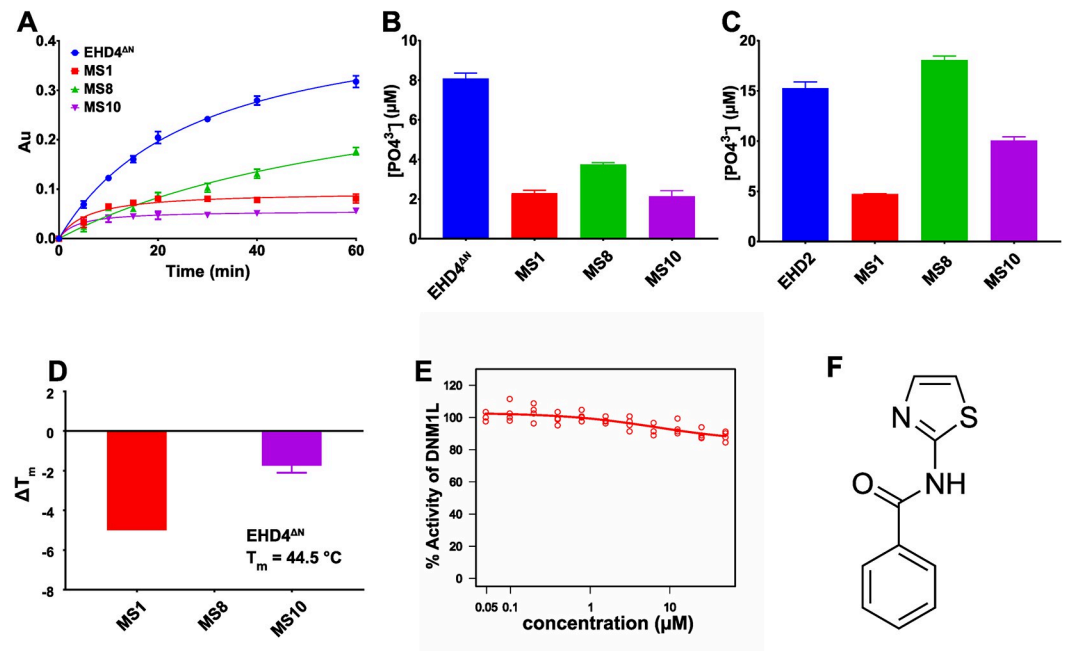 A
Au
0.4
0.3
0.2
0.1
0.0
0 20 40 60
Time (min)
EHD4ΔN
MS1
MS8
MS10
B
[PO4³⁻] (µM)
10
8
6
4
2
0
EHD4ΔN MS1 MS8 MS10
C
[PO4³⁻] (µM)
20
15
10
5
0
EHD2 MS1 MS8 MS10
D
ΔTm
2
0
-2
-4
-6
-8
MS1 MS8 MS10
EHD4ΔN
Tm = 44.5 °C
E
% Activity of DNM1L
120
100
80
60
40
20
0
0.05 0.1 1 10
concentration (µM)
F
N S
O NH